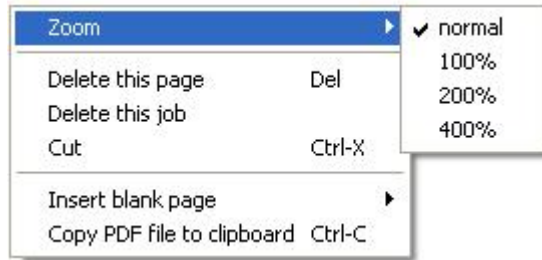 Zoom
Delete this page Del
Delete this job
Cut Ctrl-X
Insert blank page
Copy PDF file to clipboard Ctrl-C
normal
100%
200%
400%